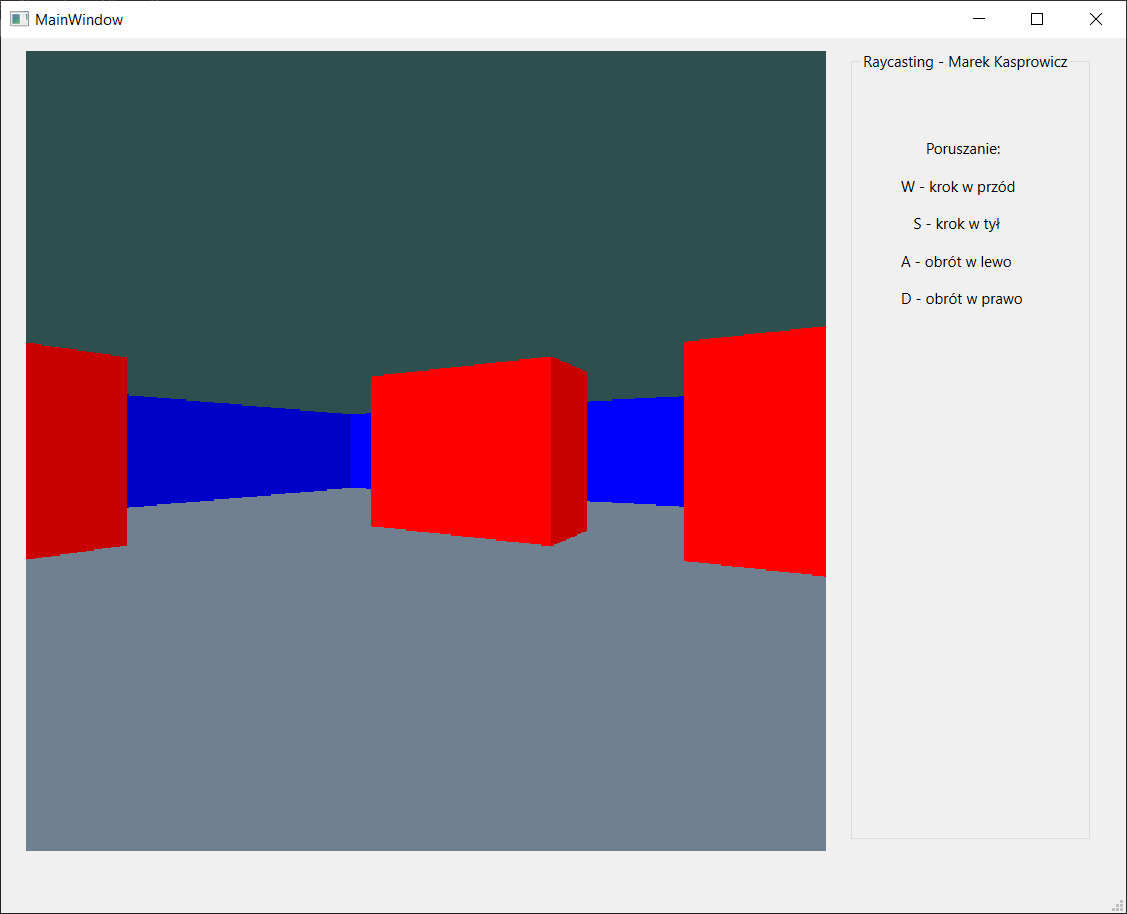 MainWindow
Raycasting - Marek Kasprowicz
Poruszanie:
W - krok w przód
S - krok w tył
A - obrót w lewo
D - obrót w prawo